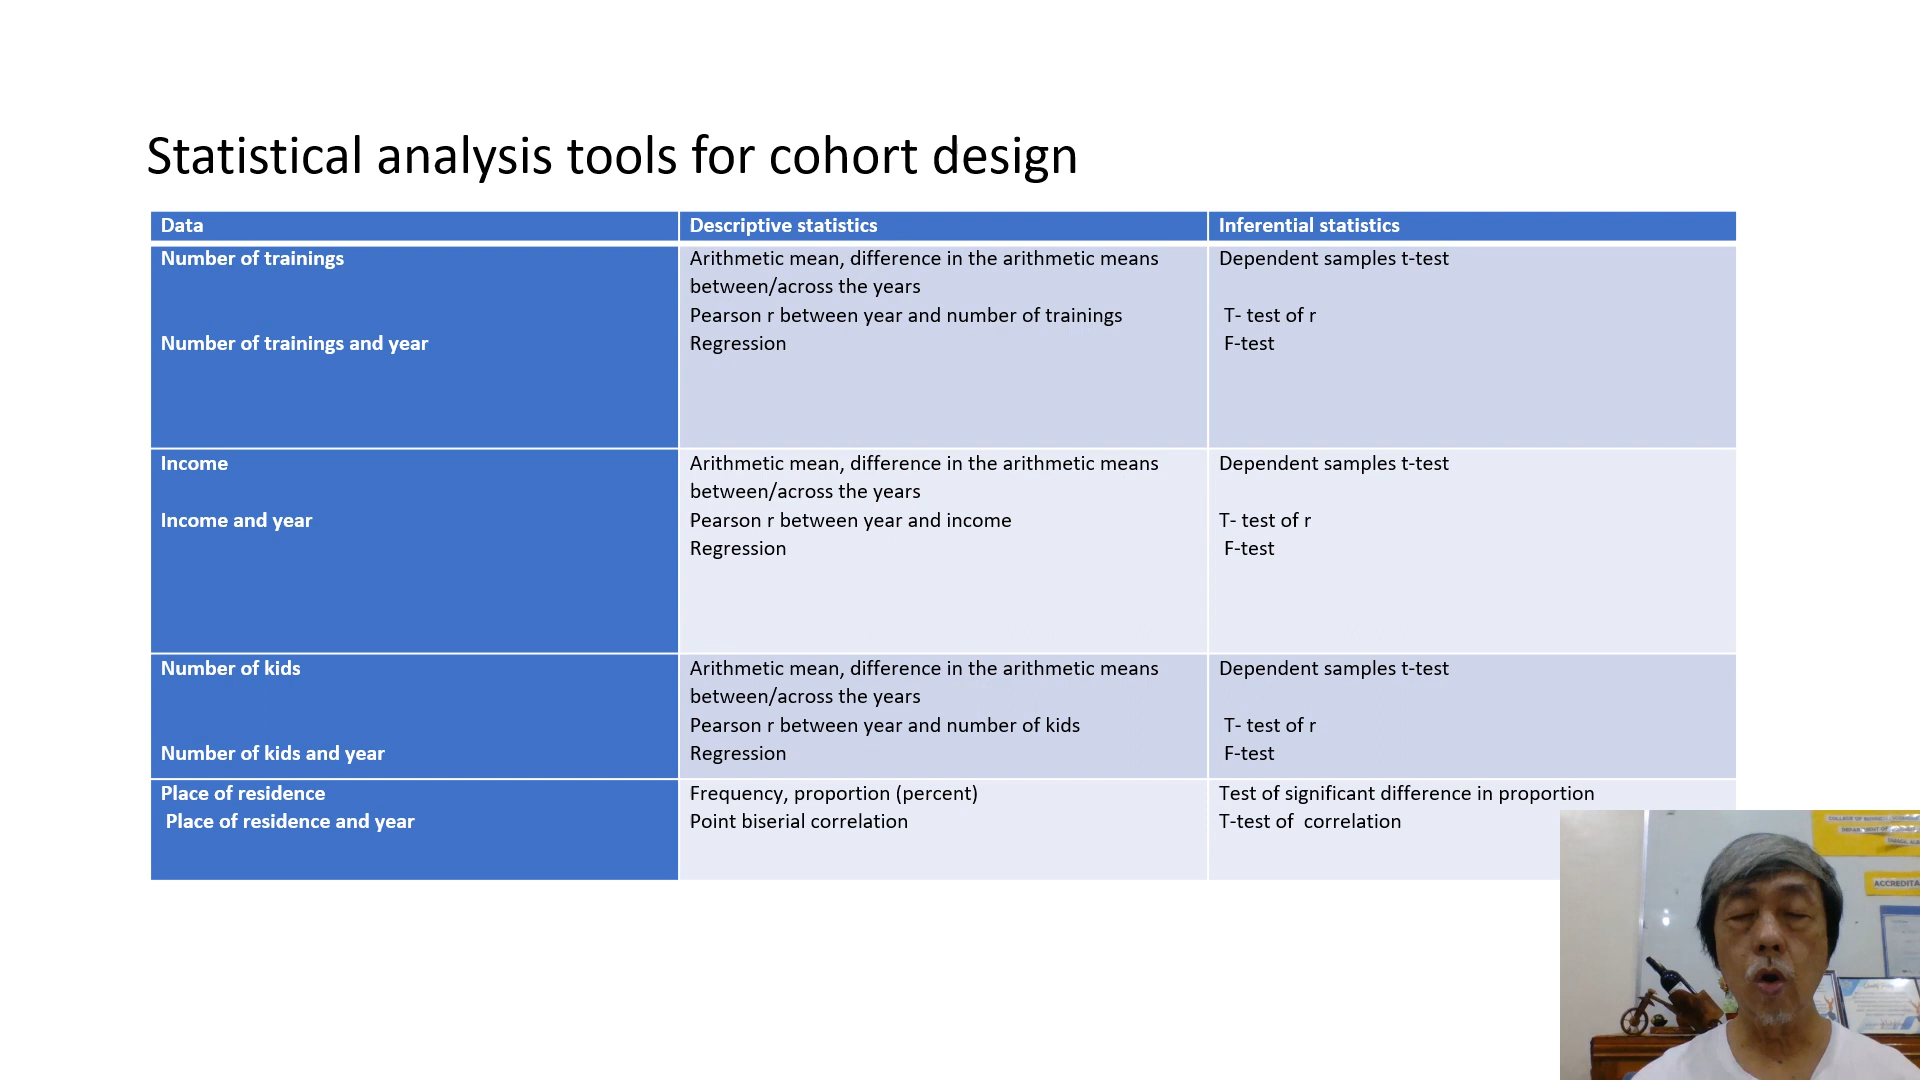 Statistical analysis tools for cohort design
Data
Descriptive statistics
Inferential statistics
Number of trainings
Number of trainings and year
Arithmetic mean, difference in the arithmetic means
between/across the years
Pearson r between year and number of trainings
Regression
Dependent samples t-test
T- test of r
F-test
Income
Income and year
Arithmetic mean, difference in the arithmetic means
between/across the years
Pearson r between year and income
Regression
Dependent samples t-test
T- test of r
F-test
Number of kids
Number of kids and year
Arithmetic mean, difference in the arithmetic means
between/across the years
Pearson r between year and number of kids
Regression
Dependent samples t-test
T- test of r
F-test
Place of residence
Place of residence and year
Frequency, proportion (percent)
Point biserial correlation
Test of significant difference in proportion
T-test of  correlation